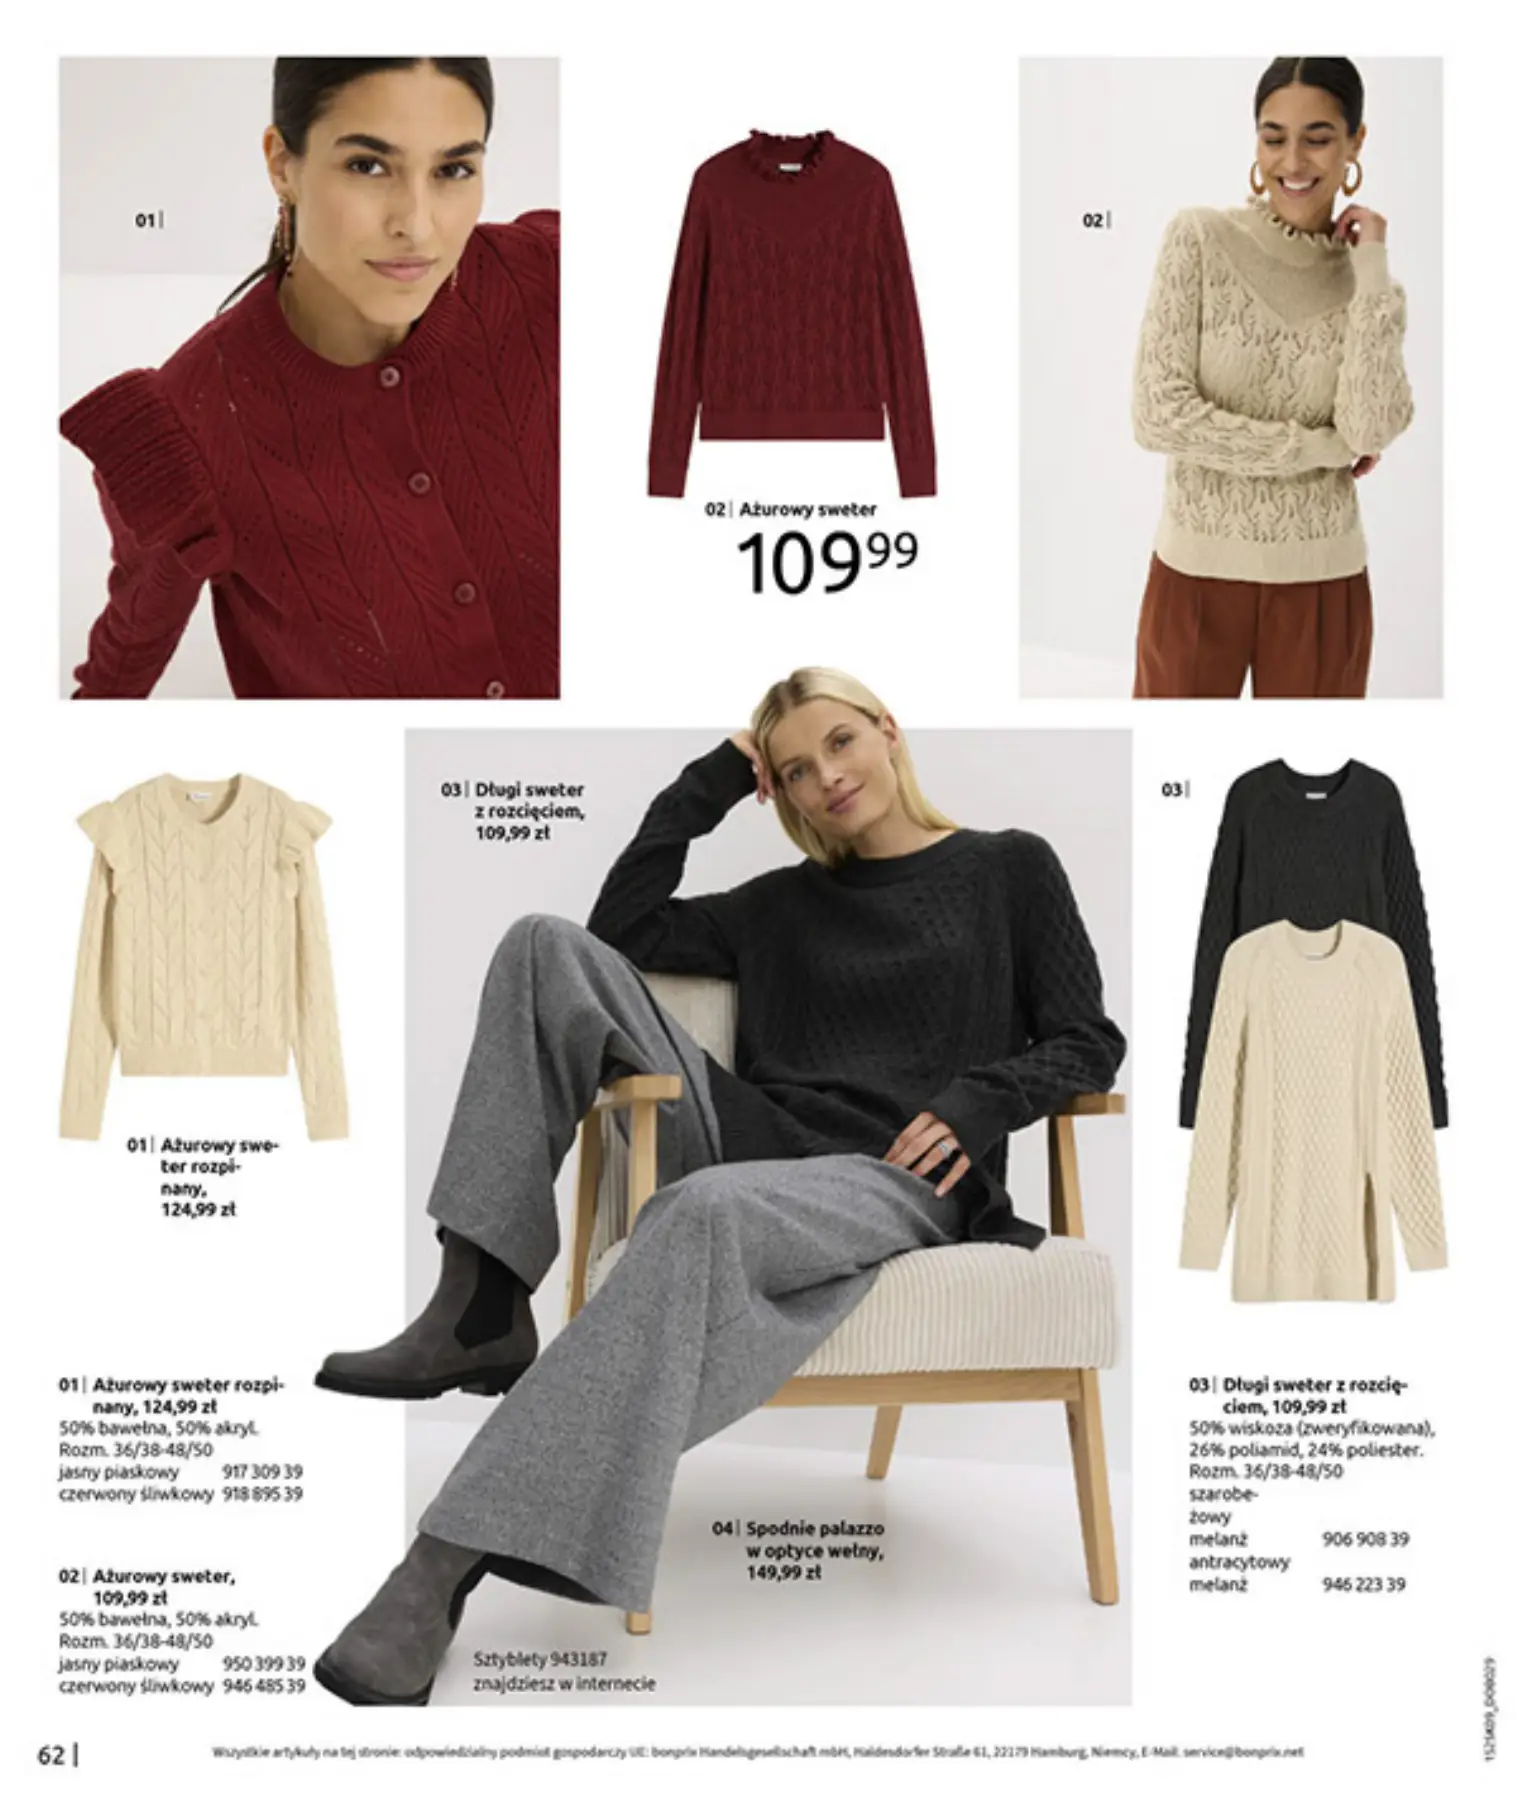 01|
02| Ażurowy sweter
109⁹⁹
02|
03| Długi sweter
z rozcięciem,
109,99 zł
03|
01| Ażurowy swe-
ter rozpi-
nany,
124,99 zł
01| Ażurowy sweter rozpi-
nany, 124,99 zł
50% bawełna, 50% akryl.
Rozm. 36/38-48/50
jasny piaskowy 917 309 39
czerwony śliwkowy 918 895 39
02| Ażurowy sweter,
109,99 zł
50% bawełna, 50% akryl.
Rozm. 36/38-48/50
jasny piaskowy 950 399 39
czerwony śliwkowy 946 485 39
04| Spodnie palazzo
w optyce wełny,
149,99 zł
Sztyblety 943187
znajdziesz w internecie
03| Długi sweter z rozcię-
ciem, 109,99 zł
50% wiskoza (zweryfikowana),
26% poliamid, 24% poliester.
Rozm. 36/38-48/50
szarobe-
żowy
melanż 906 908 39
antracytowy
melanż 946 223 39
62|
Wszystkie artykuły na tej stronie: odpowiedzialny podmiot gospodarczy UE: bonprix Handelsgesellschaft mbH, Haldesdorfer Straße 61, 22179 Hamburg, Niemcy, E-Mail: service@bonprix.net
1525K09_DOB029